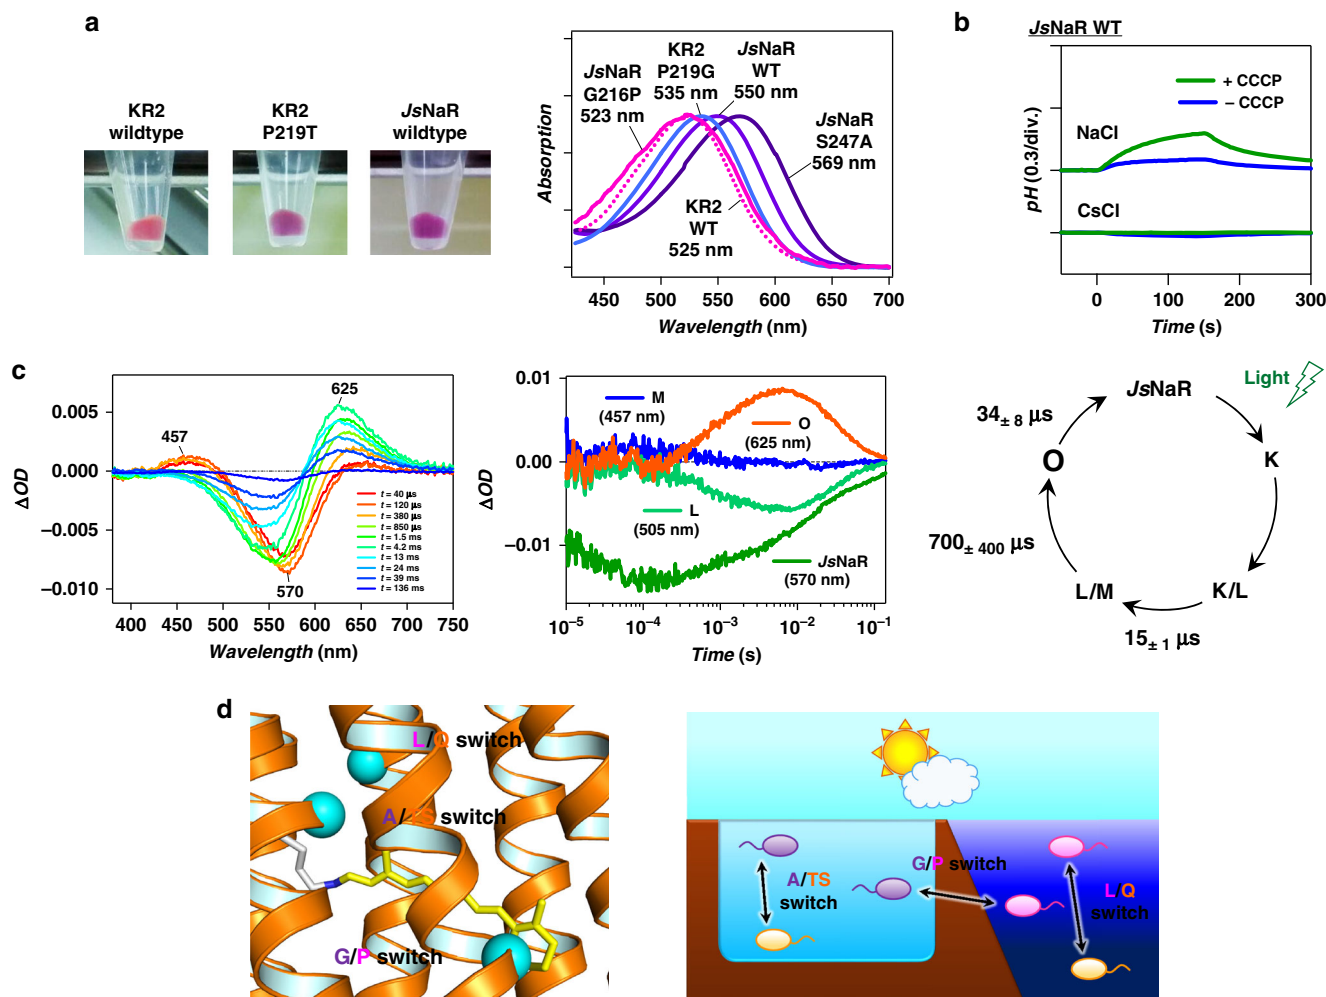 a
KR2
wildtype
KR2
P219T
JsNaR
wildtype
Absorption
JsNaR
G216P
523 nm
KR2
P219G
535 nm
JsNaR
WT
550 nm
JsNaR
S247A
569 nm
KR2
WT
525 nm
450 500 550 600 650 700
Wavelength (nm)
b
JsNaR WT
pH (0.3/div.)
+ CCCP
− CCCP
NaCl
CsCl
0 100 200 300
Time (s)
c
ΔOD
0.005
0.000
−0.005
−0.010
457
625
570
t = 40 µs
t = 120 µs
t = 380 µs
t = 850 µs
t = 1.5 ms
t = 4.2 ms
t = 13 ms
t = 24 ms
t = 39 ms
t = 136 ms
400 450 500 550 600 650 700 750
Wavelength (nm)
ΔOD
0.01
0.00
−0.01
M
(457 nm)
O
(625 nm)
L
(505 nm)
JsNaR
(570 nm)
10⁻⁵ 10⁻⁴ 10⁻³ 10⁻² 10⁻¹
Time (s)
Light
JsNaR
34± 8 µs
O
K
700± 400 µs
L/M
K/L
15± 1 µs
d
L/Q switch
A/TS switch
G/P switch
G/P switch
A/TS
switch
L/Q
switch